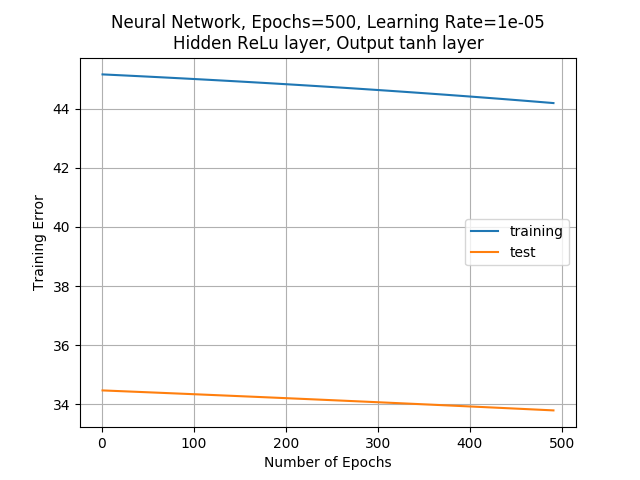 Neural Network, Epochs=500, Learning Rate=1e-05
Hidden ReLu layer, Output tanh layer
44
42
40
38
36
34
Training Error
training
test
0 100 200 300 400 500
Number of Epochs